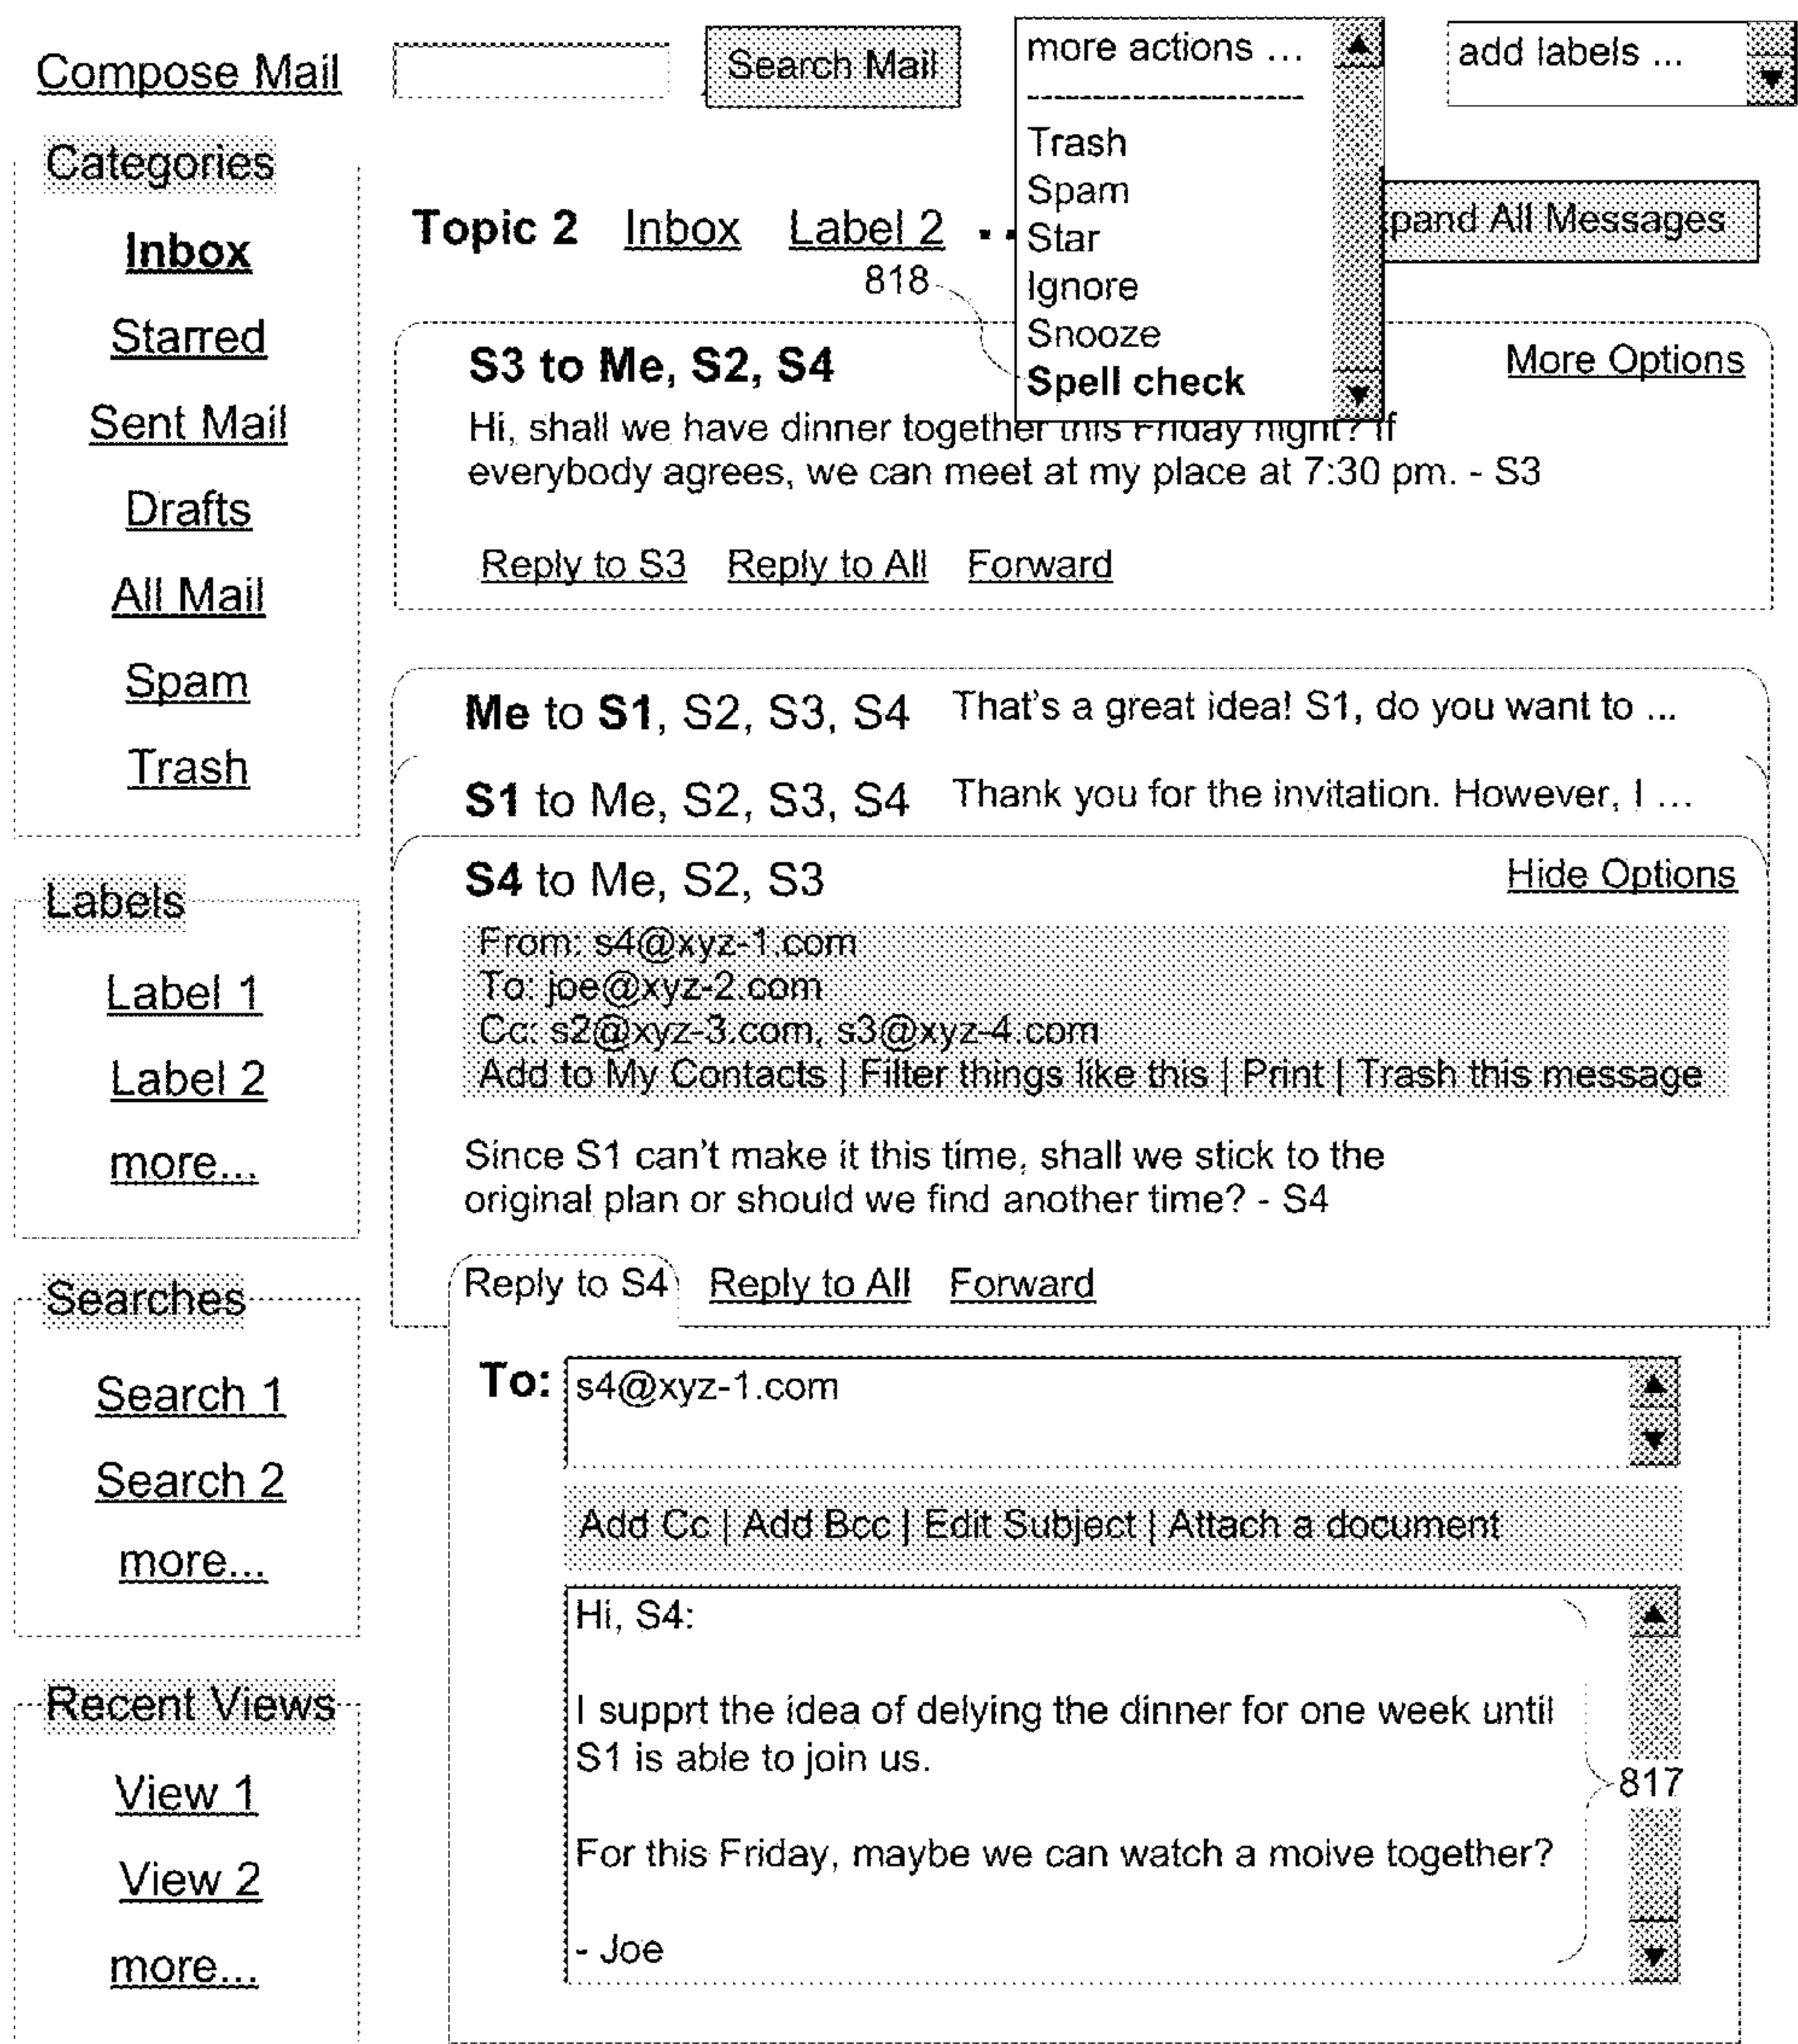 Compose Mail
Search Mail
more actions ...
--------------------
Trash
Spam
Star
Ignore
Snooze
Spell check
add labels ...
Categories
Inbox
Starred
Sent Mail
Drafts
All Mail
Spam
Trash
Labels
Label 1
Label 2
more...
Searches
Search 1
Search 2
more...
Recent Views
View 1
View 2
more...
Topic 2 Inbox Label 2
pand All Messages
818
S3 to Me, S2, S4 More Options
Hi, shall we have dinner together this Friday night? If
everybody agrees, we can meet at my place at 7:30 pm. - S3
Reply to S3 Reply to All Forward
Me to S1, S2, S3, S4 That's a great idea! S1, do you want to ...
S1 to Me, S2, S3, S4 Thank you for the invitation. However, I ...
S4 to Me, S2, S3 Hide Options
From: s4@xyz-1.com
To: joe@xyz-2.com
Cc: s2@xyz-3.com, s3@xyz-4.com
Add to My Contacts | Filter things like this | Print | Trash this message
Since S1 can't make it this time, shall we stick to the
original plan or should we find another time? - S4
Reply to S4 Reply to All Forward
To: s4@xyz-1.com
Add Cc | Add Bcc | Edit Subject | Attach a document
Hi, S4:
I supprt the idea of delying the dinner for one week until
S1 is able to join us.
817
For this Friday, maybe we can watch a moive together?
- Joe